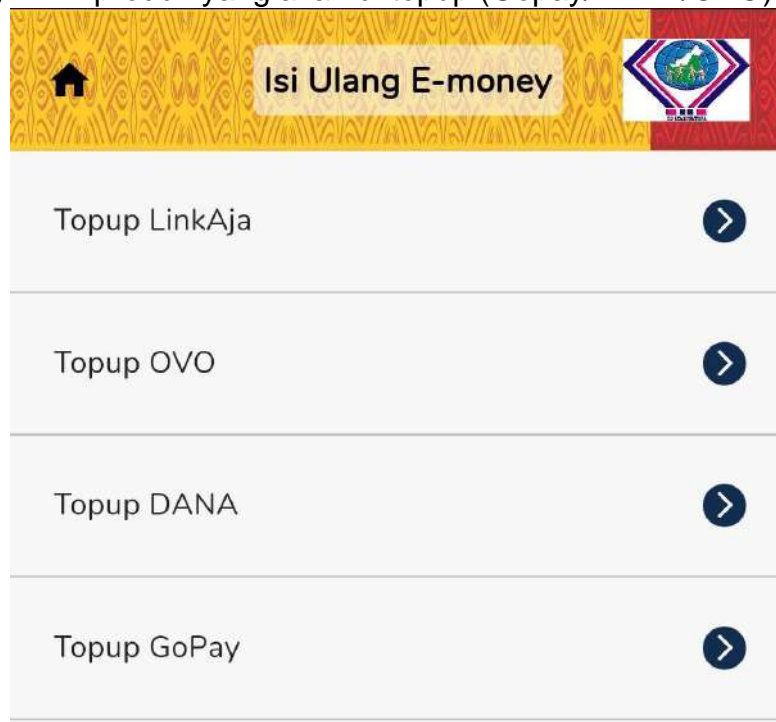 Isi Ulang E-money
Topup LinkAja
Topup OVO
Topup DANA
Topup GoPay